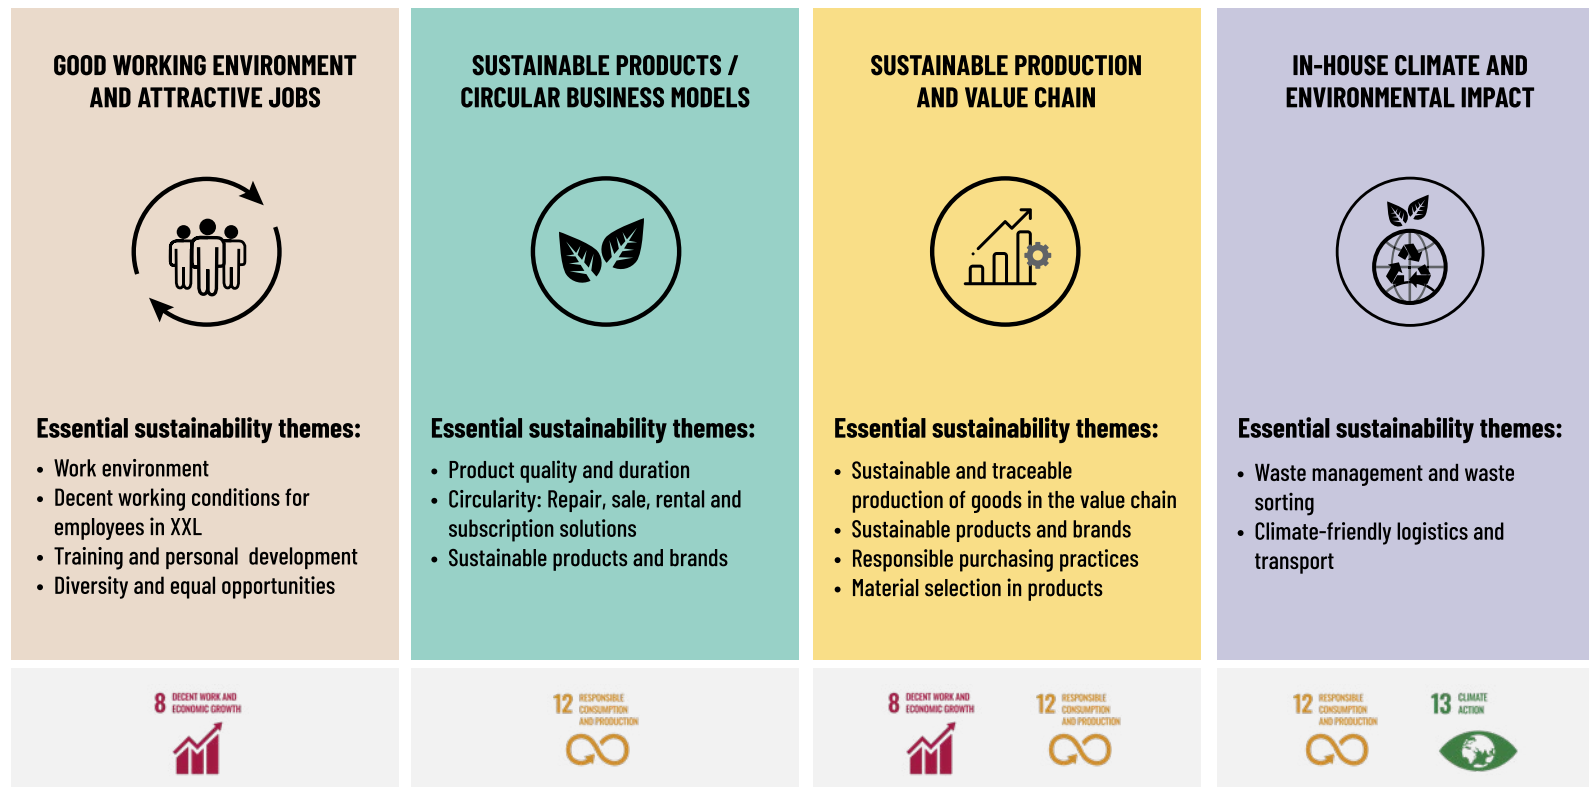 GOOD WORKING ENVIRONMENT
AND ATTRACTIVE JOBS
Essential sustainability themes:
• Work environment
• Decent working conditions for
employees in XXL
• Training and personal  development
• Diversity and equal opportunities
8 DECENT WORK AND
ECONOMIC GROWTH
SUSTAINABLE PRODUCTS /
CIRCULAR BUSINESS MODELS
Essential sustainability themes:
• Product quality and duration
• Circularity: Repair, sale, rental and
subscription solutions
• Sustainable products and brands
12 RESPONSIBLE
CONSUMPTION
AND PRODUCTION
SUSTAINABLE PRODUCTION
AND VALUE CHAIN
Essential sustainability themes:
• Sustainable and traceable
production of goods in the value chain
• Sustainable products and brands
• Responsible purchasing practices
• Material selection in products
8 DECENT WORK AND
ECONOMIC GROWTH
12 RESPONSIBLE
CONSUMPTION
AND PRODUCTION
IN-HOUSE CLIMATE AND
ENVIRONMENTAL IMPACT
Essential sustainability themes:
• Waste management and waste
sorting
• Climate-friendly logistics and
transport
12 RESPONSIBLE
CONSUMPTION
AND PRODUCTION
13 CLIMATE
ACTION